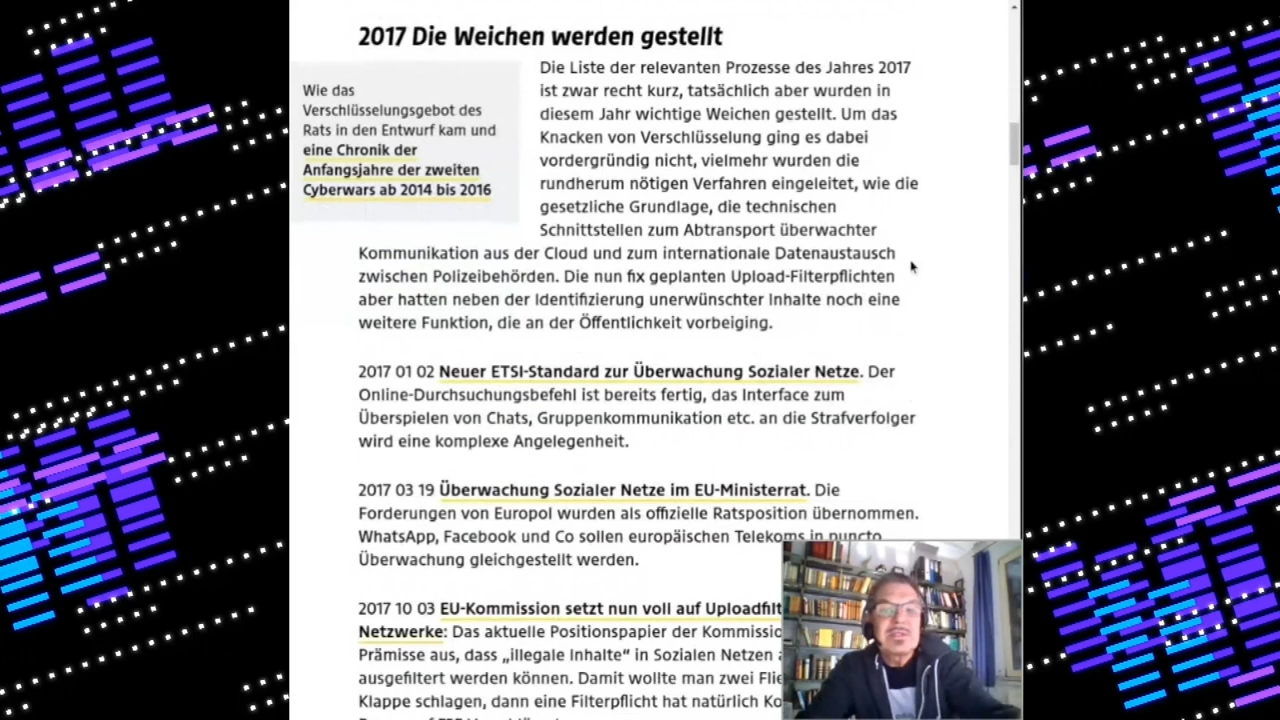 2017 Die Weichen werden gestellt
Wie das
Verschlüsselungsgebot des
Rats in den Entwurf kam und
eine Chronik der
Anfangsjahre der zweiten
Cyberwars ab 2014 bis 2016
Die Liste der relevanten Prozesse des Jahres 2017
ist zwar recht kurz, tatsächlich aber wurden in
diesem Jahr wichtige Weichen gestellt. Um das
Knacken von Verschlüsselung ging es dabei
vordergründig nicht, vielmehr wurden die
rundherum nötigen Verfahren eingeleitet, wie die
gesetzliche Grundlage, die technischen
Schnittstellen zum Abtransport überwachter
Kommunikation aus der Cloud und zum internationale Datenaustausch
zwischen Polizeibehörden. Die nun fix geplanten Upload-Filterpflichten
aber hatten neben der Identifizierung unerwünschter Inhalte noch eine
weitere Funktion, die an der Öffentlichkeit vorbeiging.
2017 01 02 Neuer ETSI-Standard zur Überwachung Sozialer Netze. Der
Online-Durchsuchungsbefehl ist bereits fertig, das Interface zum
Überspielen von Chats, Gruppenkommunikation etc. an die Strafverfolger
wird eine komplexe Angelegenheit.
2017 03 19 Überwachung Sozialer Netze im EU-Ministerrat. Die
Forderungen von Europol wurden als offizielle Ratsposition übernommen.
WhatsApp, Facebook und Co sollen europäischen Telekoms in puncto
Überwachung gleichgestellt werden.
2017 10 03 EU-Kommission setzt nun voll auf Uploadfilt
Netzwerke: Das aktuelle Positionspapier der Kommissio
Prämisse aus, dass „illegale Inhalte“ in Sozialen Netzen
ausgefiltert werden können. Damit wollte man zwei Flie
Klappe schlagen, dann eine Filterpflicht hat natürlich Ko